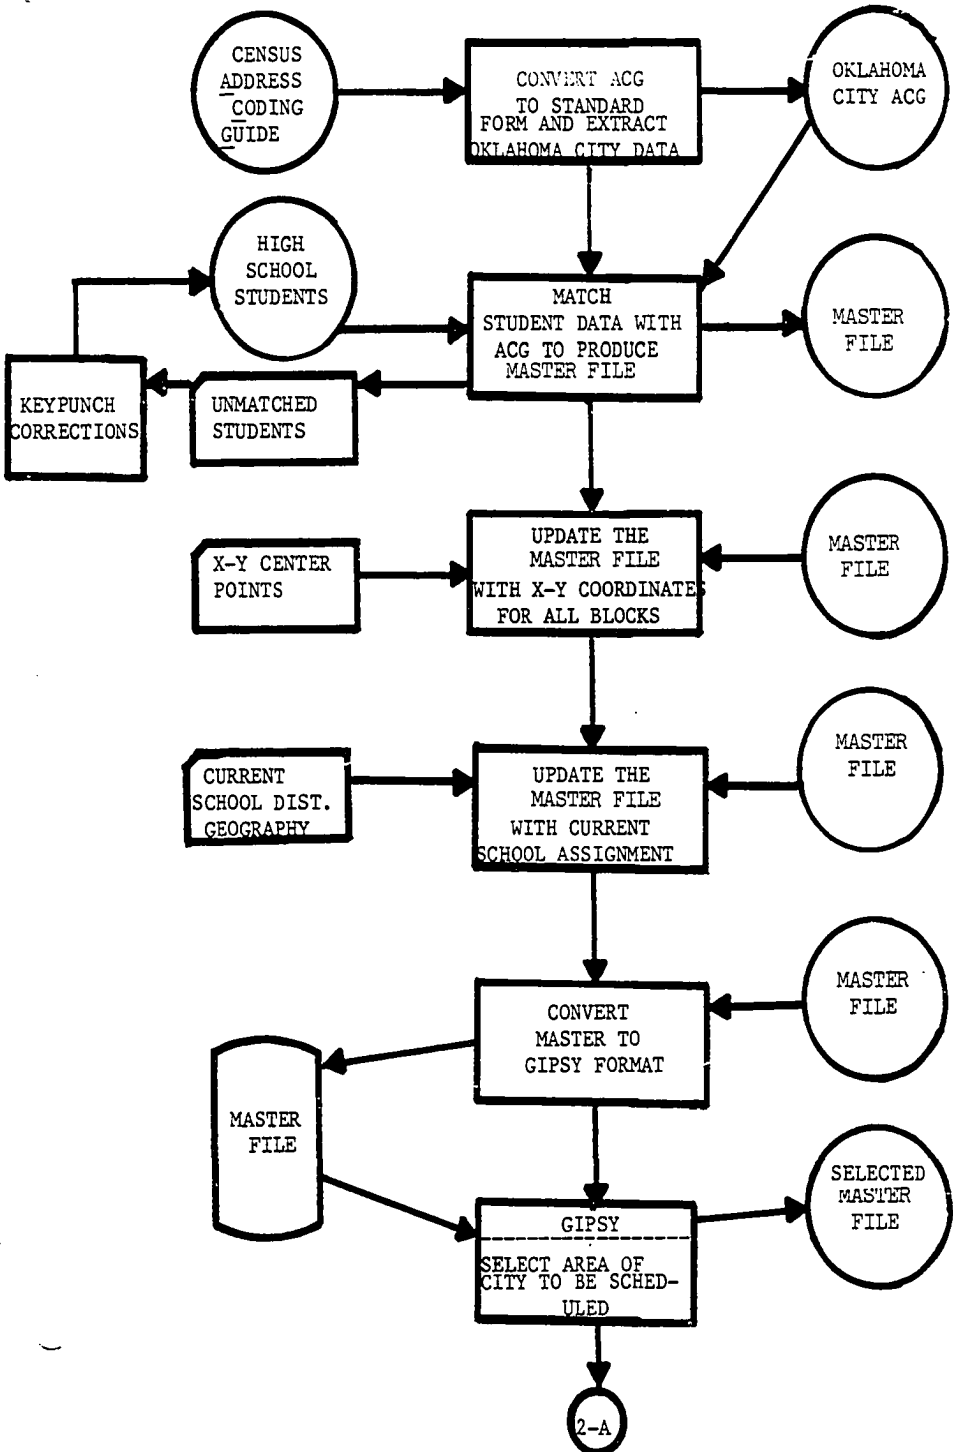 CENSUS
ADDRESS
CODING
GUIDE
CONVERT ACG
TO STANDARD
FORM AND EXTRACT
OKLAHOMA CITY DATA
OKLAHOMA
CITY ACG
HIGH
SCHOOL
STUDENTS
MATCH
STUDENT DATA WITH
ACG TO PRODUCE
MASTER FILE
MASTER
FILE
KEYPUNCH
CORRECTIONS
UNMATCHED
STUDENTS
X-Y CENTER
POINTS
UPDATE THE
MASTER FILE
WITH X-Y COORDINATES
FOR ALL BLOCKS
MASTER
FILE
CURRENT
SCHOOL DIST.
GEOGRAPHY
UPDATE THE
MASTER FILE
WITH CURRENT
SCHOOL ASSIGNMENT
MASTER
FILE
CONVERT
MASTER TO
GIPSY FORMAT
MASTER
FILE
MASTER
FILE
GIPSY
SELECT AREA OF
CITY TO BE SCHED-
ULED
SELECTED
MASTER
FILE
2-A